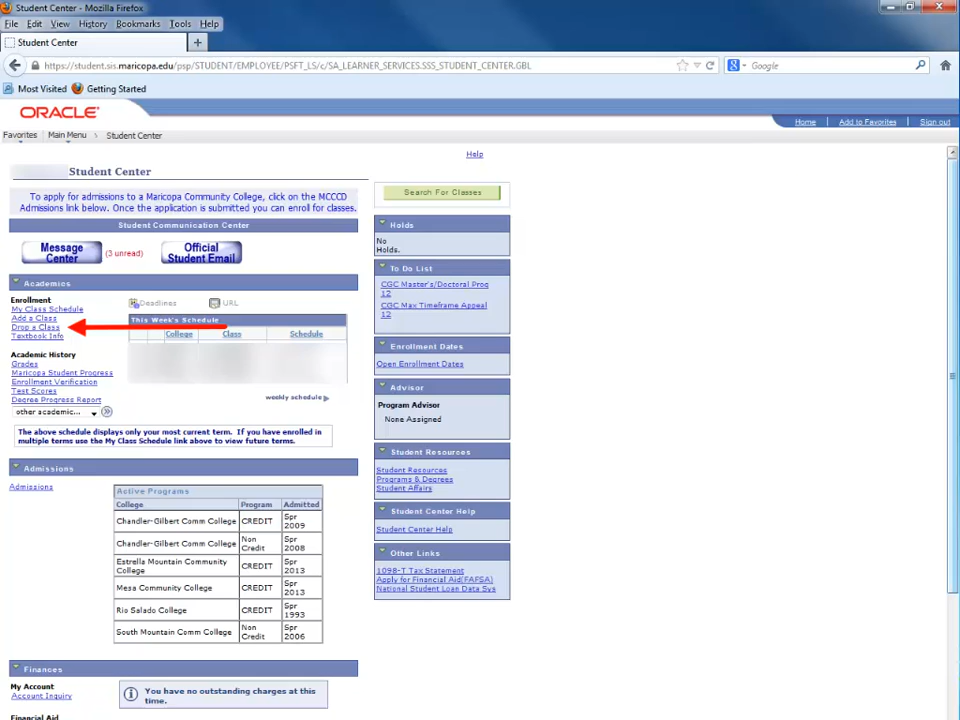 Student Center - Mozilla Firefox
File Edit View History Bookmarks Tools Help
Student Center
https://student.sis.maricopa.edu/psp/STUDENT/EMPLOYEE/PSFT_LS/c/SA_LEARNER_SERVICES.SSS_STUDENT_CENTER.GBL
Google
Most Visited Getting Started
ORACLE
Home Add to Favorites Sign out
Favorites Main Menu > Student Center
Help
Student Center
To apply for admissions to a Maricopa Community College, click on the MCCCD
Admissions link below. Once the application is submitted you can enroll for classes.
Student Communication Center
Message
Center
(3 unread)
Official
Student Email
Academics
Enrollment
My Class Schedule
Add a Class
Drop a Class
Textbook Info
Academic History
Grades
Maricopa Student Progress
Enrollment Verification
Test Scores
Degree Progress Report
other academic...
Deadlines URL
This Week's Schedule
College Class Schedule
weekly schedule
The above schedule displays only your most current term. If you have enrolled in
multiple terms use the My Class Schedule link above to view future terms.
Admissions
Admissions
Active Programs
College Program Admitted
Chandler-Gilbert Comm College CREDIT Spr
2009
Chandler-Gilbert Comm College Non
Credit Spr
2008
Estrella Mountain Community
College CREDIT Spr
2013
Mesa Community College CREDIT Spr
2013
Rio Salado College CREDIT Spr
1993
South Mountain Comm College Non
Credit Spr
2006
Finances
My Account
Account Inquiry
Financial Aid
You have no outstanding charges at this
time.
Search For Classes
Holds
No
Holds.
To Do List
CGC Master's/Doctoral Prog
12
CGC Max Timeframe Appeal
12
Enrollment Dates
Open Enrollment Dates
Advisor
Program Advisor
None Assigned
Student Resources
Student Resources
Programs & Degrees
Student Affairs
Student Center Help
Student Center Help
Other Links
1098-T Tax Statement
Apply for Financial Aid(FAFSA)
National Student Loan Data Sys